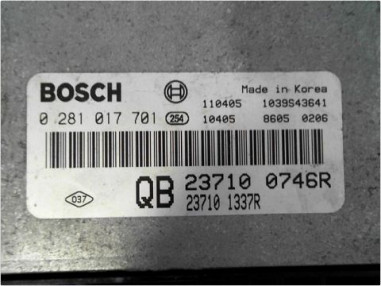 BOSCH
Made in Korea
110405 1039S43641
0 281 017 701 254 10405 8605 0206
037
QB 23710 0746R
23710 1337R